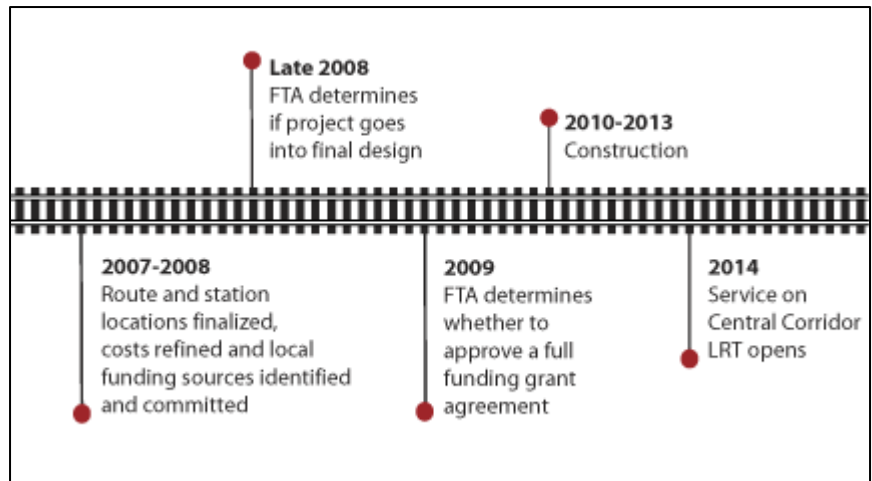 Late 2008
FTA determines
if project goes
into final design
2010-2013
Construction
2007-2008
Route and station
locations finalized,
costs refined and local
funding sources identified
and committed
2009
FTA determines
whether to
approve a full
funding grant
agreement
2014
Service on
Central Corridor
LRT opens